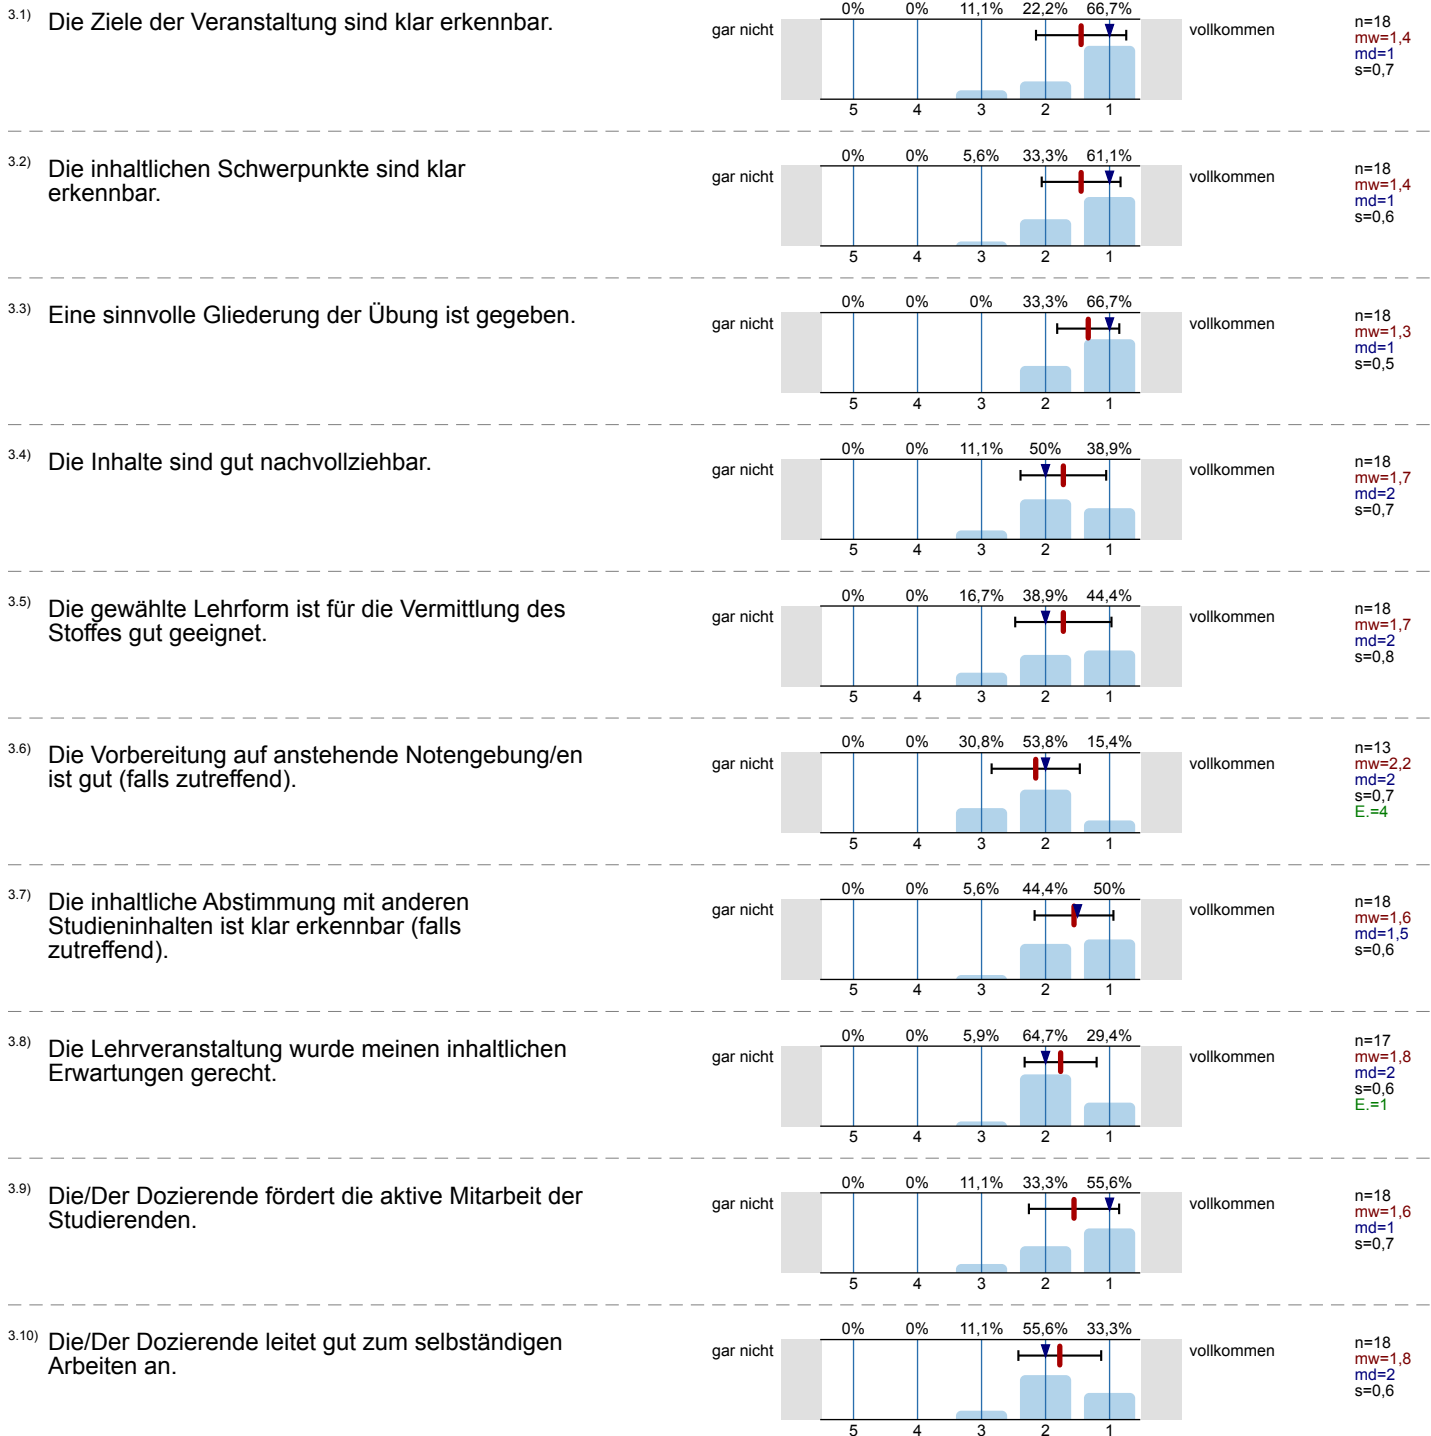 3.1) Die Ziele der Veranstaltung sind klar erkennbar.
0% 0% 11,1% 22,2% 66,7%
gar nicht vollkommen
5 4 3 2 1
n=18
mw=1,4
md=1
s=0,7
3.2) Die inhaltlichen Schwerpunkte sind klar
erkennbar.
0% 0% 5,6% 33,3% 61,1%
gar nicht vollkommen
5 4 3 2 1
n=18
mw=1,4
md=1
s=0,6
3.3) Eine sinnvolle Gliederung der Übung ist gegeben.
0% 0% 0% 33,3% 66,7%
gar nicht vollkommen
5 4 3 2 1
n=18
mw=1,3
md=1
s=0,5
3.4) Die Inhalte sind gut nachvollziehbar.
0% 0% 11,1% 50% 38,9%
gar nicht vollkommen
5 4 3 2 1
n=18
mw=1,7
md=2
s=0,7
3.5) Die gewählte Lehrform ist für die Vermittlung des
Stoffes gut geeignet.
0% 0% 16,7% 38,9% 44,4%
gar nicht vollkommen
5 4 3 2 1
n=18
mw=1,7
md=2
s=0,8
3.6) Die Vorbereitung auf anstehende Notengebung/en
ist gut (falls zutreffend).
0% 0% 30,8% 53,8% 15,4%
gar nicht vollkommen
5 4 3 2 1
n=13
mw=2,2
md=2
s=0,7
E.=4
3.7) Die inhaltliche Abstimmung mit anderen
Studieninhalten ist klar erkennbar (falls
zutreffend).
0% 0% 5,6% 44,4% 50%
gar nicht vollkommen
5 4 3 2 1
n=18
mw=1,6
md=1,5
s=0,6
3.8) Die Lehrveranstaltung wurde meinen inhaltlichen
Erwartungen gerecht.
0% 0% 5,9% 64,7% 29,4%
gar nicht vollkommen
5 4 3 2 1
n=17
mw=1,8
md=2
s=0,6
E.=1
3.9) Die/Der Dozierende fördert die aktive Mitarbeit der
Studierenden.
0% 0% 11,1% 33,3% 55,6%
gar nicht vollkommen
5 4 3 2 1
n=18
mw=1,6
md=1
s=0,7
3.10) Die/Der Dozierende leitet gut zum selbständigen
Arbeiten an.
0% 0% 11,1% 55,6% 33,3%
gar nicht vollkommen
5 4 3 2 1
n=18
mw=1,8
md=2
s=0,6